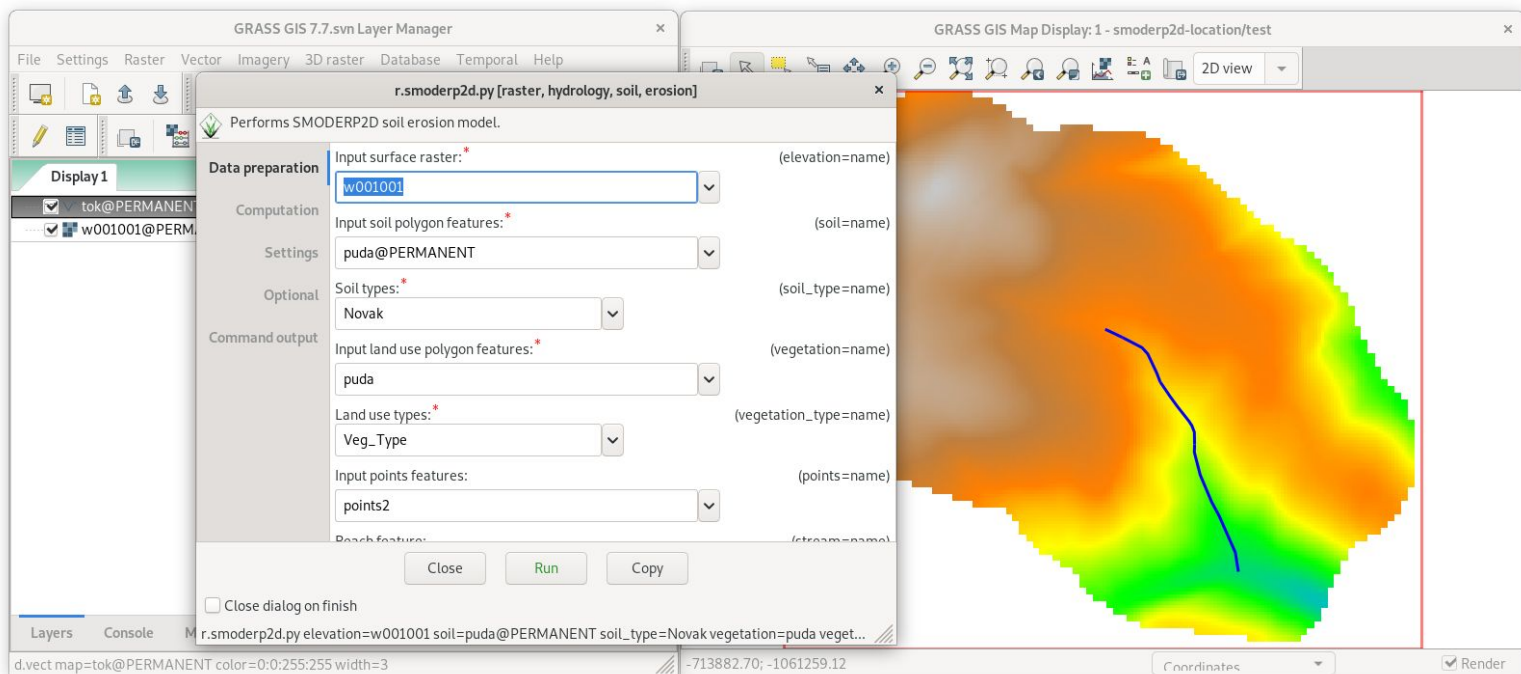 GRASS GIS 7.7.svn Layer Manager
File Settings Raster Vector Imagery 3D raster Database Temporal Help
Display 1
tok@PERMANENT
w001001@PERM
Layers Console M
d.vect map=tok@PERMANENT color=0:0:255:255 width=3
r.smoderp2d.py [raster, hydrology, soil, erosion]
Performs SMODERP2D soil erosion model.
Data preparation
Computation
Settings
Optional
Command output
Input surface raster:* (elevation=name)
w001001
Input soil polygon features:* (soil=name)
puda@PERMANENT
Soil types:* (soil_type=name)
Novak
Input land use polygon features:* (vegetation=name)
puda
Land use types:* (vegetation_type=name)
Veg_Type
Input points features: (points=name)
points2
Reach feature: (stream=name)
Close Run Copy
Close dialog on finish
r.smoderp2d.py elevation=w001001 soil=puda@PERMANENT soil_type=Novak vegetation=puda veget...
GRASS GIS Map Display: 1 - smoderp2d-location/test
2D view
-713882.70; -1061259.12
Coordinates
Render